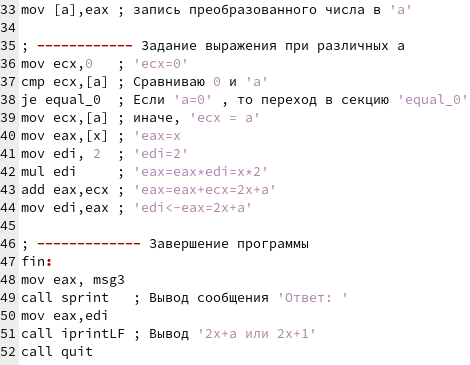 33 mov [a],eax ; запись преобразованного числа в 'a'
34
35 ; ------------ Задание выражения при различных a
36 mov ecx,0   ; 'ecx=0'
37 cmp ecx,[a] ; Сравниваю 0 и 'a'
38 je equal_0  ; Если 'a=0' , то переход в секцию 'equal_0'
39 mov ecx,[a] ; иначе, 'ecx = a'
40 mov eax,[x] ; 'eax=x
41 mov edi, 2  ; 'edi=2'
42 mul edi     ; 'eax=eax*edi=x*2'
43 add eax,ecx ; 'eax=eax+ecx=2x+a'
44 mov edi,eax ; 'edi<-eax=2x+a'
45
46 ; ------------- Завершение программы
47 fin:
48 mov eax, msg3
49 call sprint   ; Вывод сообщения 'Ответ: '
50 mov eax,edi
51 call iprintLF ; Вывод '2x+a или 2x+1'
52 call quit